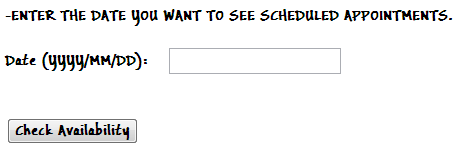 -ENTER THE DATE YOU WANT TO SEE SCHEDULED APPOINTMENTS.
Date (YYYY/MM/DD):
Check Availability